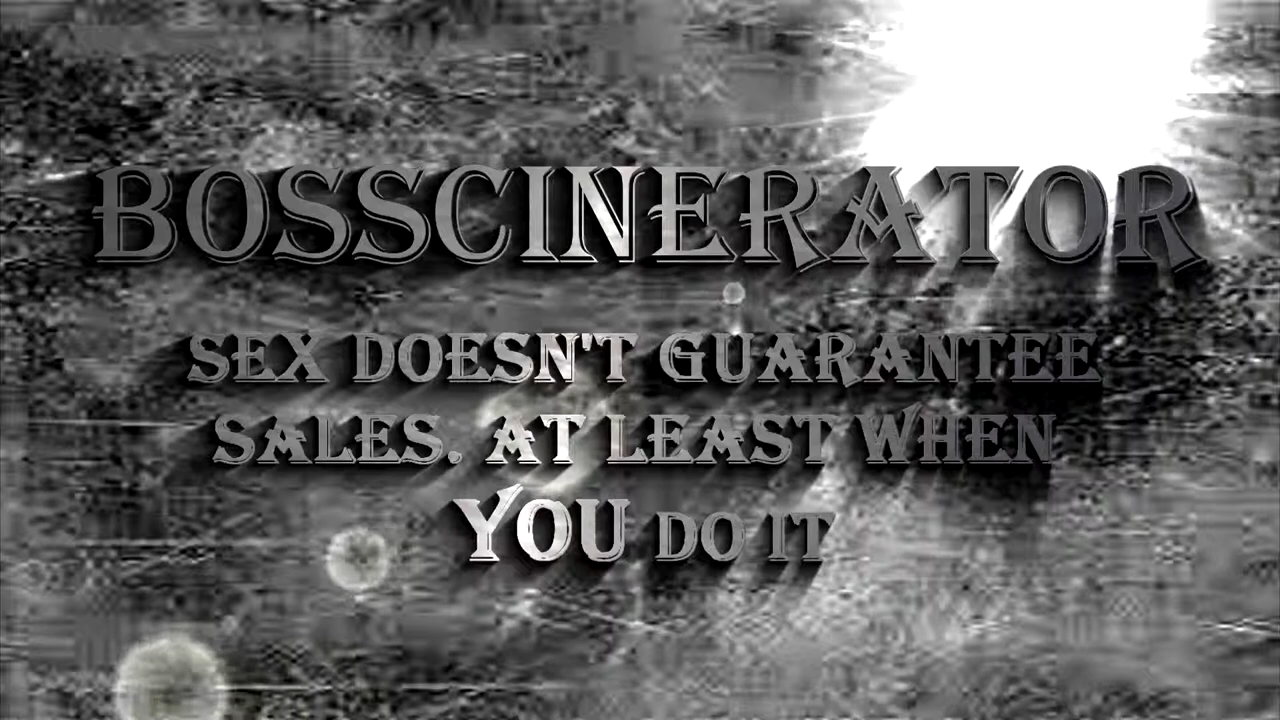 BOSSCINERATOR
SEX DOESN'T GUARANTEE
SALES. AT LEAST WHEN
YOU DO IT